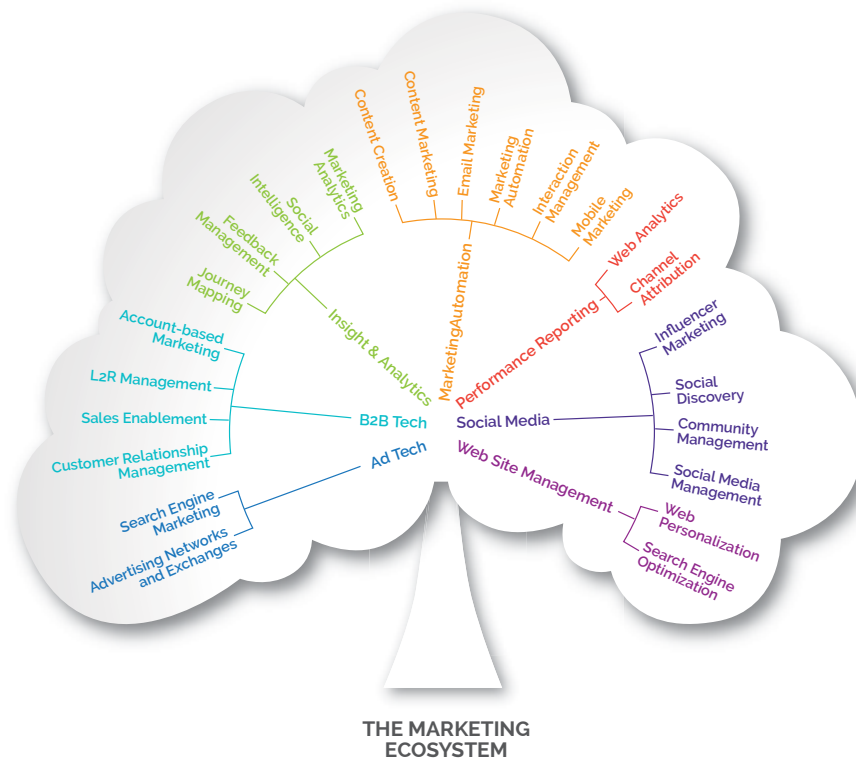 Content Creation
Content Marketing
Email Marketing
Marketing
Automation
Interaction
Management
Mobile
Marketing
MarketingAutomation
Marketing
Analytics
Social
Intelligence
Feedback
Management
Journey
Mapping
Insight & Analytics
Web Analytics
Channel
Attribution
Performance Reporting
Account-based
Marketing
L2R Management
Sales Enablement
Customer Relationship
Management
B2B Tech
Influencer
Marketing
Social
Discovery
Community
Management
Social Media
Management
Social Media
Ad Tech
Search Engine
Marketing
Advertising Networks
and Exchanges
Web Site Management
Web
Personalization
Search Engine
Optimization
THE MARKETING
ECOSYSTEM